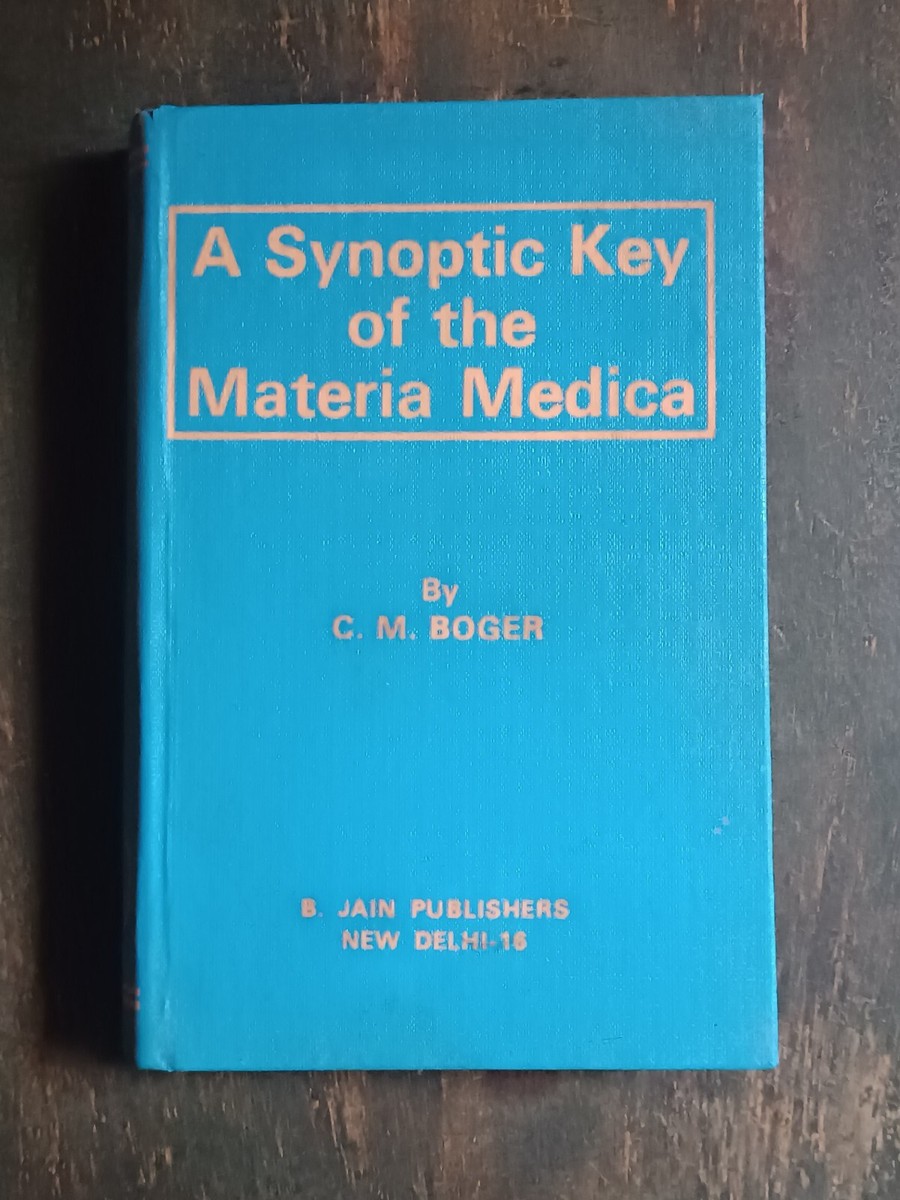 A Synoptic Key
of the
Materia Medica
By
C. M. BOGER
B. JAIN PUBLISHERS
NEW DELHI-16